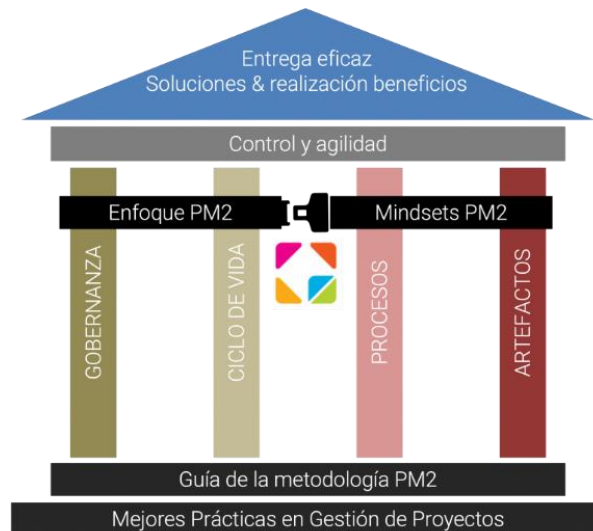 Entrega eficaz
Soluciones & realización beneficios
Control y agilidad
Enfoque PM2
Mindsets PM2
GOBERNANZA
CICLO DE VIDA
PROCESOS
ARTEFACTOS
Guía de la metodología PM2
Mejores Prácticas en Gestión de Proyectos